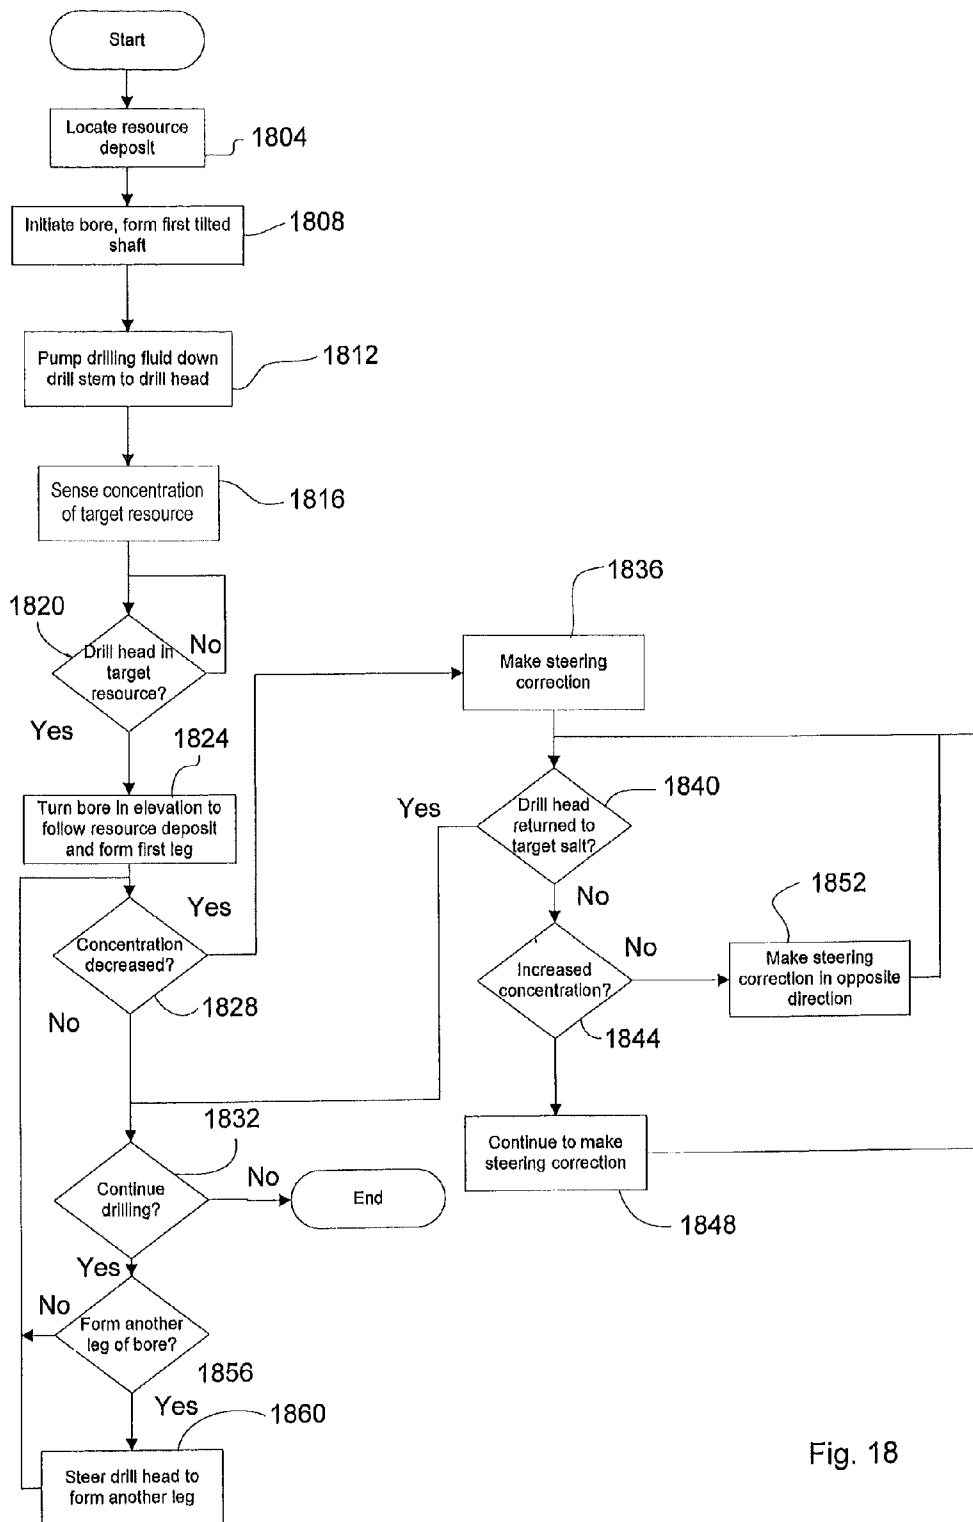 Start
Locate resource
deposit
1804
Initiate bore, form first tilted
shaft
1808
Pump drilling fluid down
drill stem to drill head
1812
Sense concentration
of target resource
1816
1820
Drill head in
target
resource?
No
Yes
1824
Turn bore in elevation to
follow resource deposit
and form first leg
Concentration
decreased?
Yes
1828
No
1836
Make steering
correction
1840
Drill head
returned to
target salt?
Yes
No
Increased
concentration?
No
1844
1852
Make steering
correction in opposite
direction
Continue to make
steering correction
1848
1832
Continue
drilling?
No
End
Yes
Form another
leg of bore?
No
1856
Yes
1860
Steer drill head to
form another leg
Fig. 18